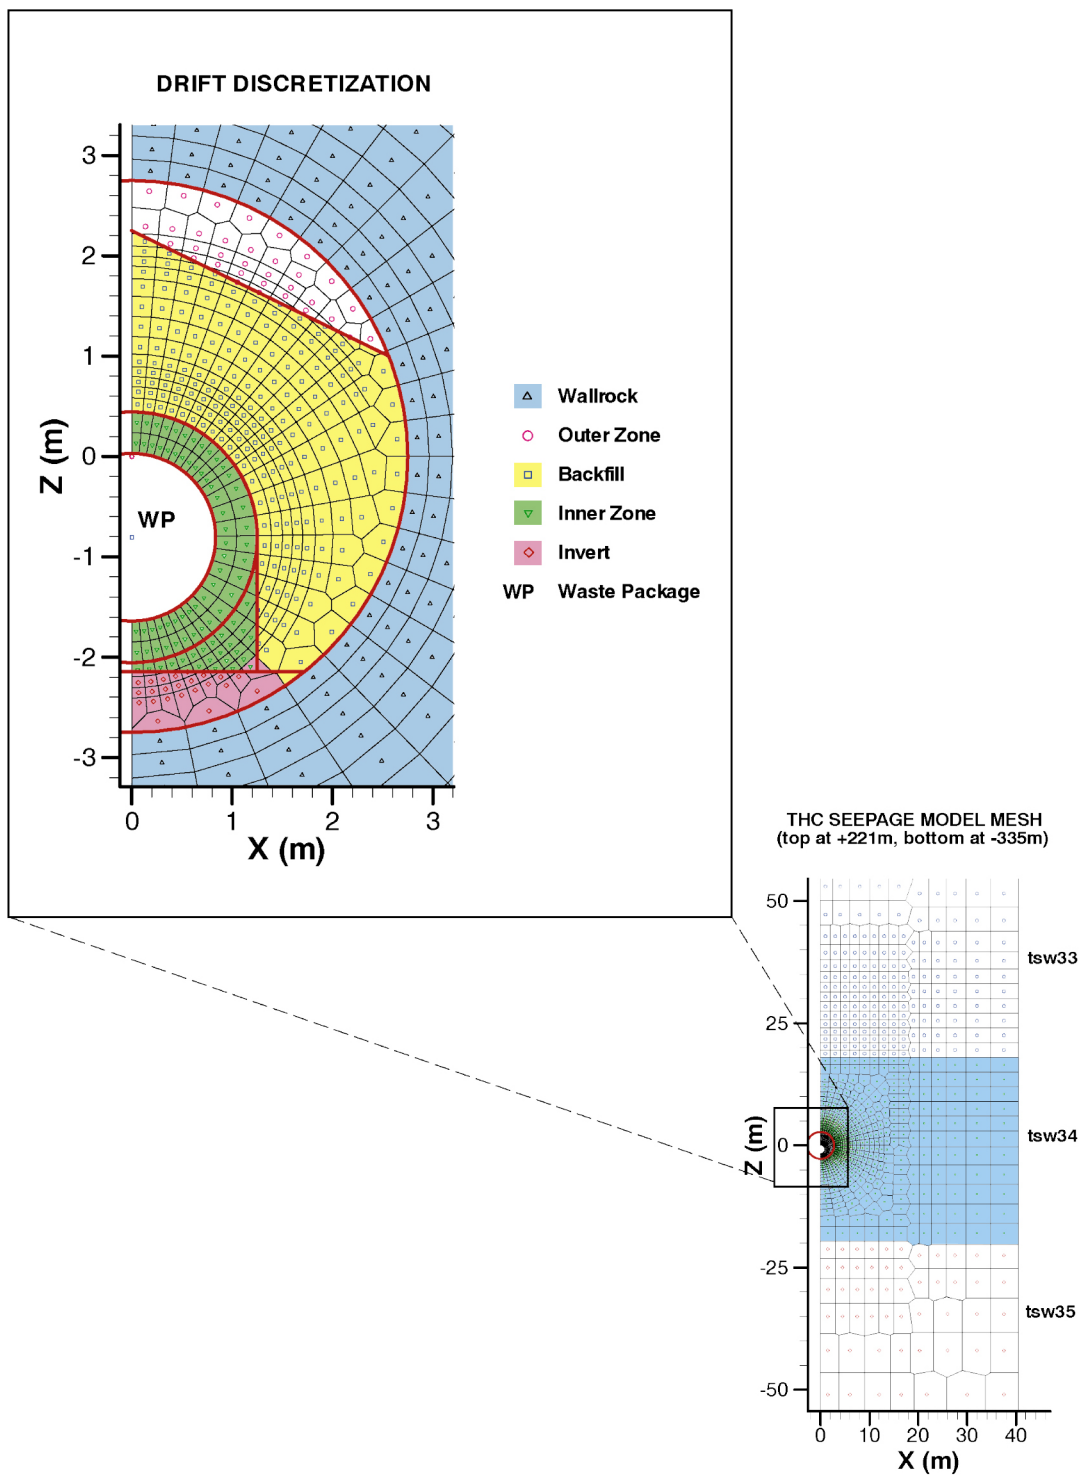 DRIFT DISCRETIZATION
3
2
1
0
-1
-2
-3
Z (m)
WP
0
1
2
3
X (m)
Wallrock
Outer Zone
Backfill
Inner Zone
Invert
WP Waste Package
THC SEEPAGE MODEL MESH
(top at +221m, bottom at -335m)
50
25
0
-25
-50
Z (m)
tsw33
tsw34
tsw35
0
10
20
30
40
X (m)